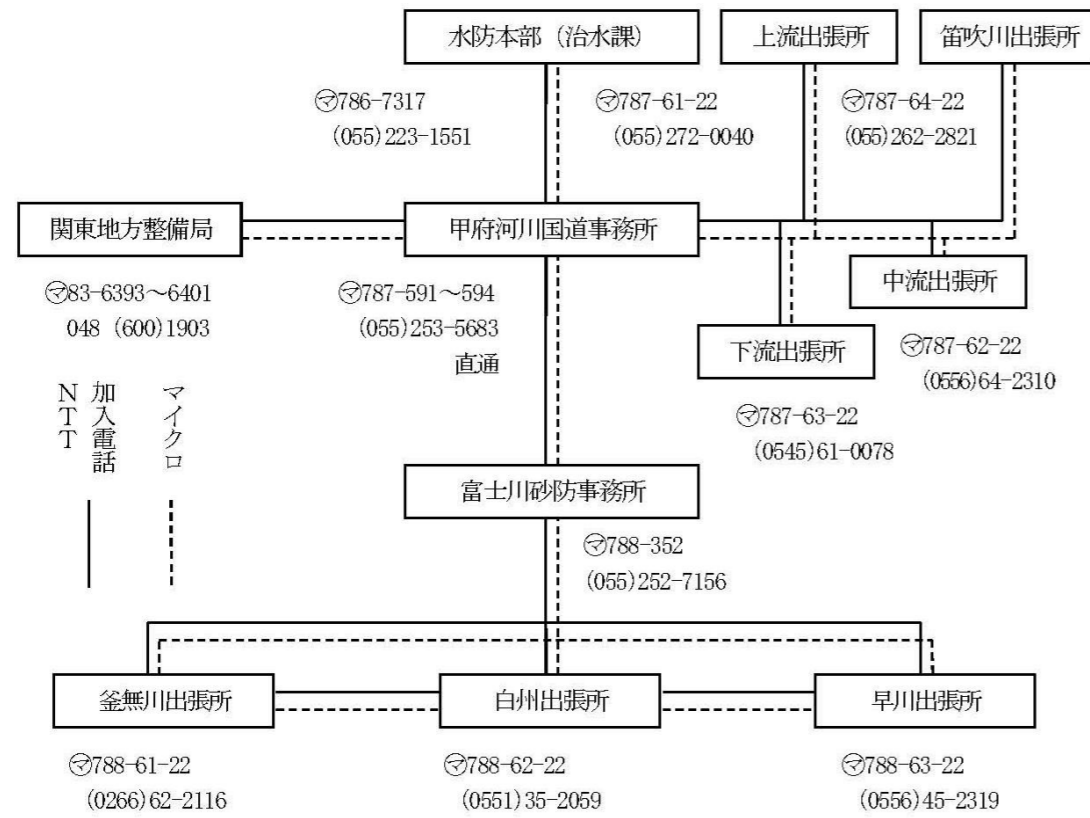 水防本部（治水課）
上流出張所
笛吹川出張所
㋮786-7317
(055)223-1551
㋮787-61-22
(055)272-0040
㋮787-64-22
(055)262-2821
関東地方整備局
甲府河川国道事務所
㋮83-6393～6401
048 (600)1903
㋮787-591～594
(055)253-5683
直通
中流出張所
㋮787-62-22
(0556)64-2310
下流出張所
㋮787-63-22
(0545)61-0078
マイクロ
加入電話
NTT
富士川砂防事務所
㋮788-352
(055)252-7156
釜無川出張所
白州出張所
早川出張所
㋮788-61-22
(0266)62-2116
㋮788-62-22
(0551)35-2059
㋮788-63-22
(0556)45-2319